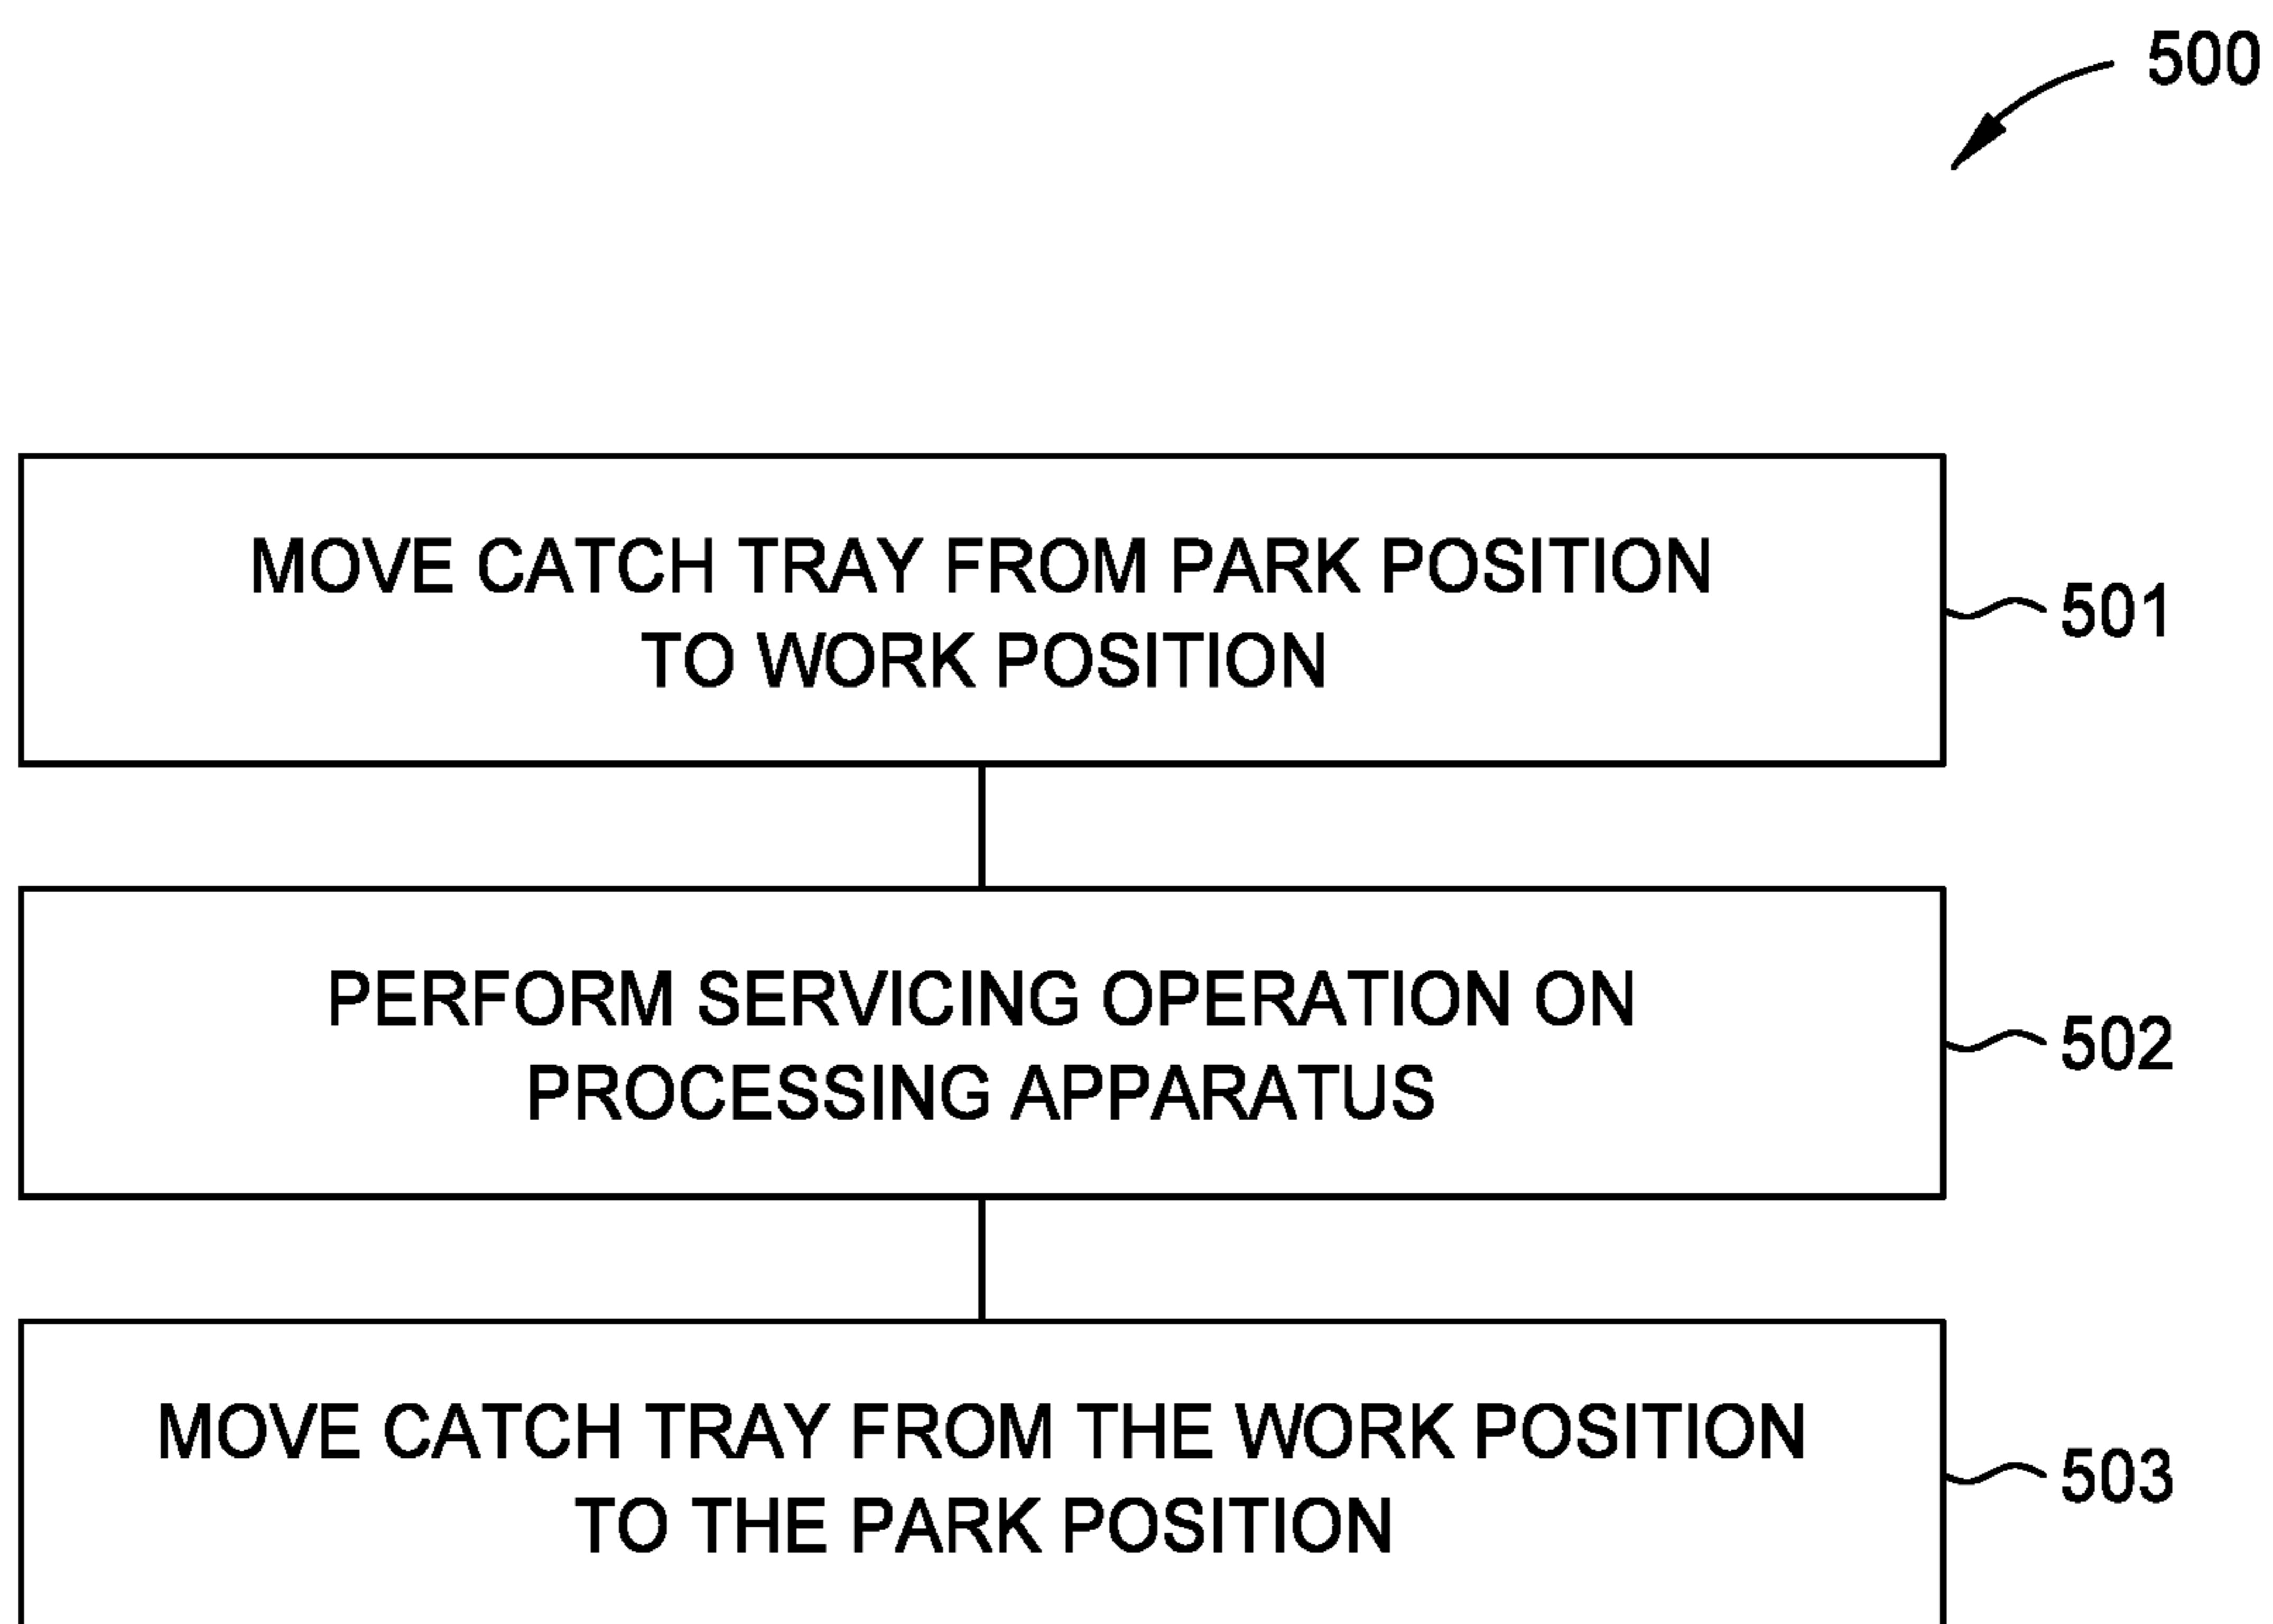 500
MOVE CATCH TRAY FROM PARK POSITION
TO WORK POSITION
501
PERFORM SERVICING OPERATION ON
PROCESSING APPARATUS
502
MOVE CATCH TRAY FROM THE WORK POSITION
TO THE PARK POSITION
503